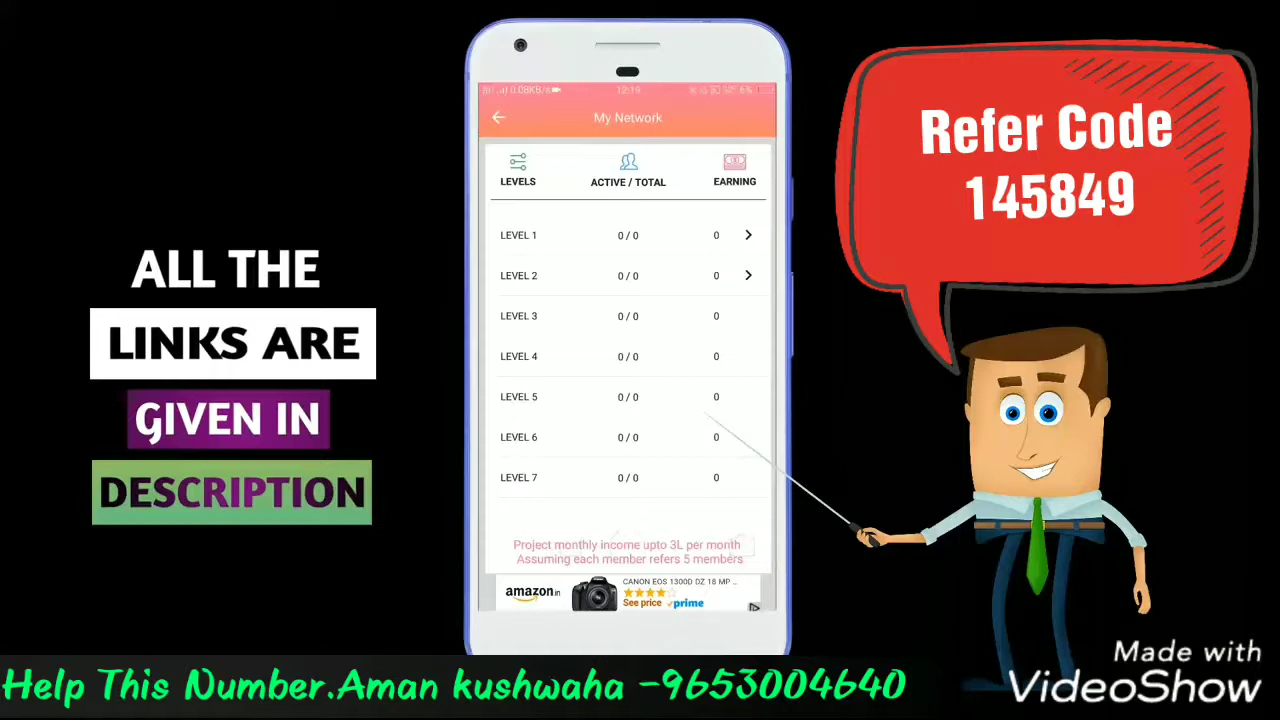 ALL THE
LINKS ARE
GIVEN IN
DESCRIPTION
12:19
My Network
LEVELS ACTIVE / TOTAL EARNING
LEVEL 1 0 / 0 0
LEVEL 2 0 / 0 0
LEVEL 3 0 / 0 0
LEVEL 4 0 / 0 0
LEVEL 5 0 / 0 0
LEVEL 6 0 / 0 0
LEVEL 7 0 / 0 0
Project monthly income upto 3L per month
Assuming each member refers 5 members
amazon.in
CANON EOS 1300D DZ 18 MP ...
See price prime
Refer Code
145849
Made with
VideoShow
Help This Number.Aman kushwaha -9653004640